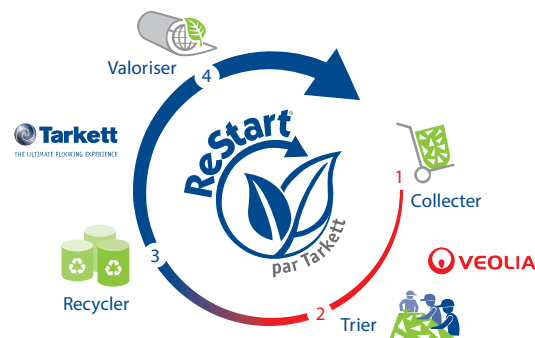 Valoriser
4
ReStart®
par Tarkett
Tarkett
THE ULTIMATE FLOORING EXPERIENCE
1
Collecter
VEOLIA
3
Recycler
2
Trier